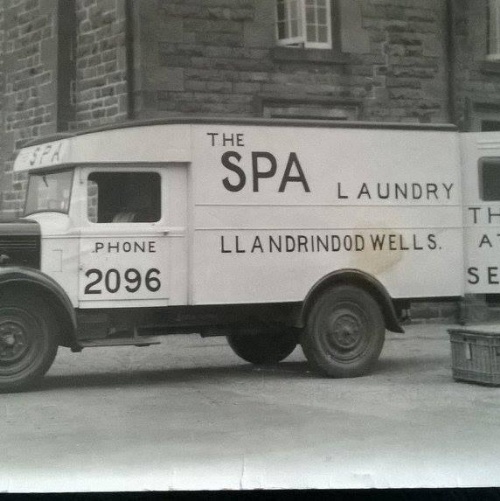 SPA
THE
SPA LAUNDRY
LLANDRINDOD WELLS.
PHONE
2096